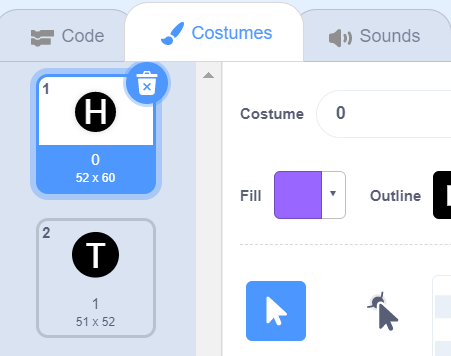 Code Costumes Sounds
1
H
0
52 x 60
2
T
1
51 x 52
Costume 0
Fill Outline